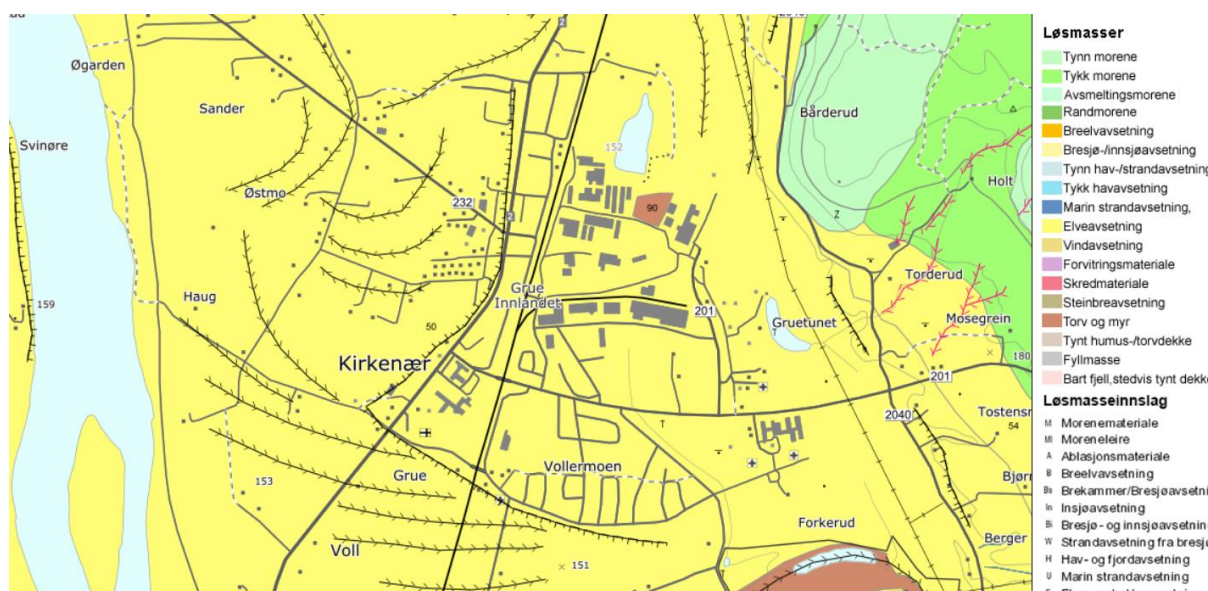 2040
2
Øgarden
Sander
Svinøre
Bårderud
152
Holt
Østmo
232
2
90
Z
159
Haug
Grue
Innlandet
50
201
T
Gruetunet
Torderud
Mosegrein
180
Kirkenær
201
2040
Tostensr
54
T
Grue
Vollermoen
153
Bjørr
Forkerud
Berger
Voll
151
Løsmasser
Tynn morene
Tykk morene
Avsmeltingsmorene
Randmorene
Breelvavsetning
Bresjø-/innsjøavsetning
Tynn hav-/strandavsetning
Tykk havavsetning
Marin strandavsetning,
Elveavsetning
Vindavsetning
Forvitringsmateriale
Skredmateriale
Steinbreavsetning
Torv og myr
Tynt humus-/torvdekke
Fyllmasse
Bart fjell,stedvis tynt dekke
Løsmasseinnslag
M Morenemateriale
Ml Moreneleire
A Ablasjonsmateriale
B Breelvavsetning
Bs Brekammer/Bresjøavsetni
In Insjøavsetning
Bi Bresjø- og innsjøavsetning
W Strandavsetning fra bresjø
H Hav- og fjordavsetning
U Marin strandavsetning